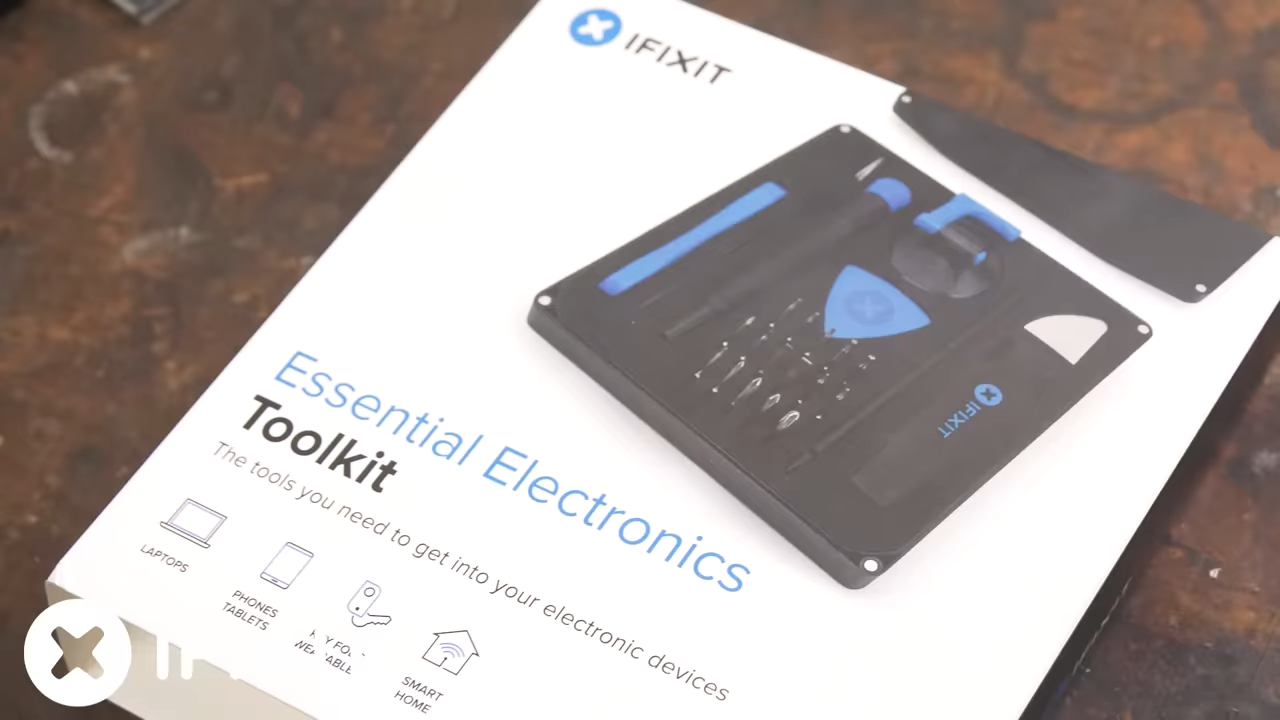 IFIXIT
IFIXIT
Essential Electronics
Toolkit
The tools you need to get into your electronic devices
LAPTOPS
PHONES
TABLETS
SMART
HOME